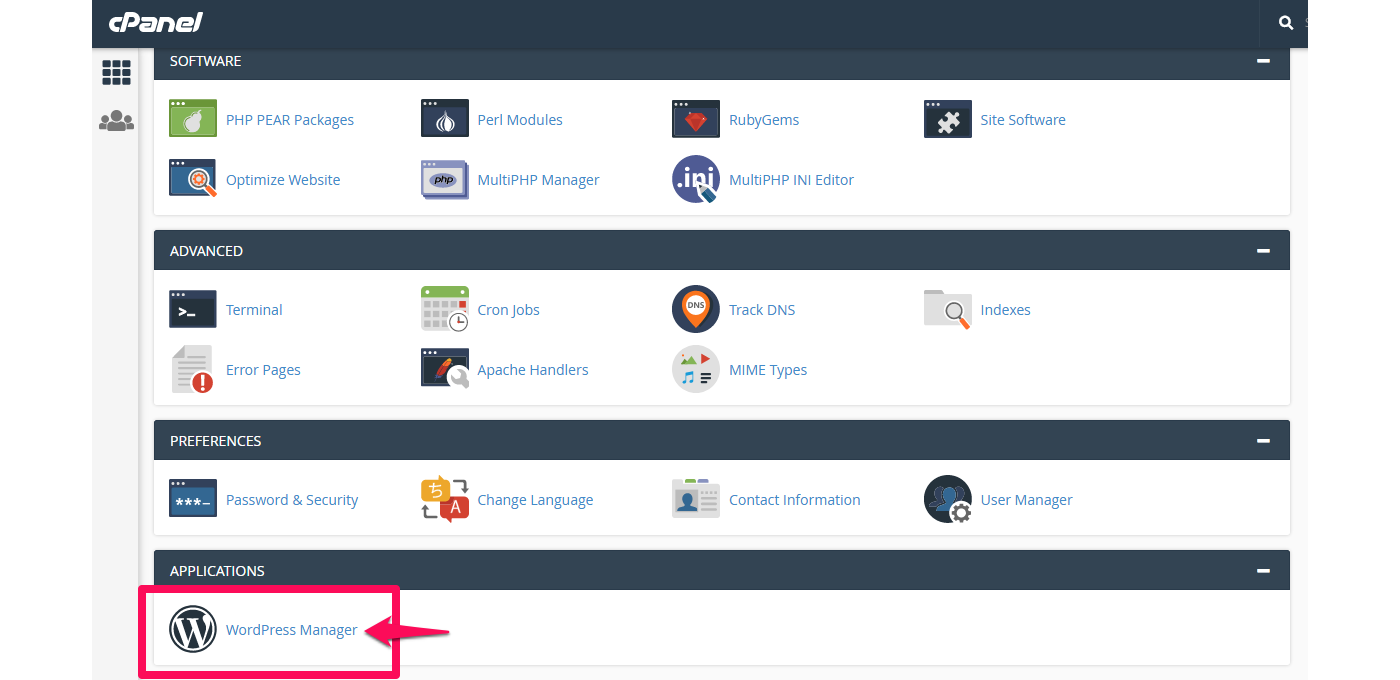 cPanel
SOFTWARE
PHP PEAR Packages
Perl Modules
RubyGems
Site Software
Optimize Website
php
MultiPHP Manager
.ini
MultiPHP INI Editor
ADVANCED
>_
Terminal
Cron Jobs
DNS
Track DNS
Indexes
!
Error Pages
Apache Handlers
MIME Types
PREFERENCES
***_
Password & Security
ち
A
Change Language
Contact Information
User Manager
APPLICATIONS
W
WordPress Manager